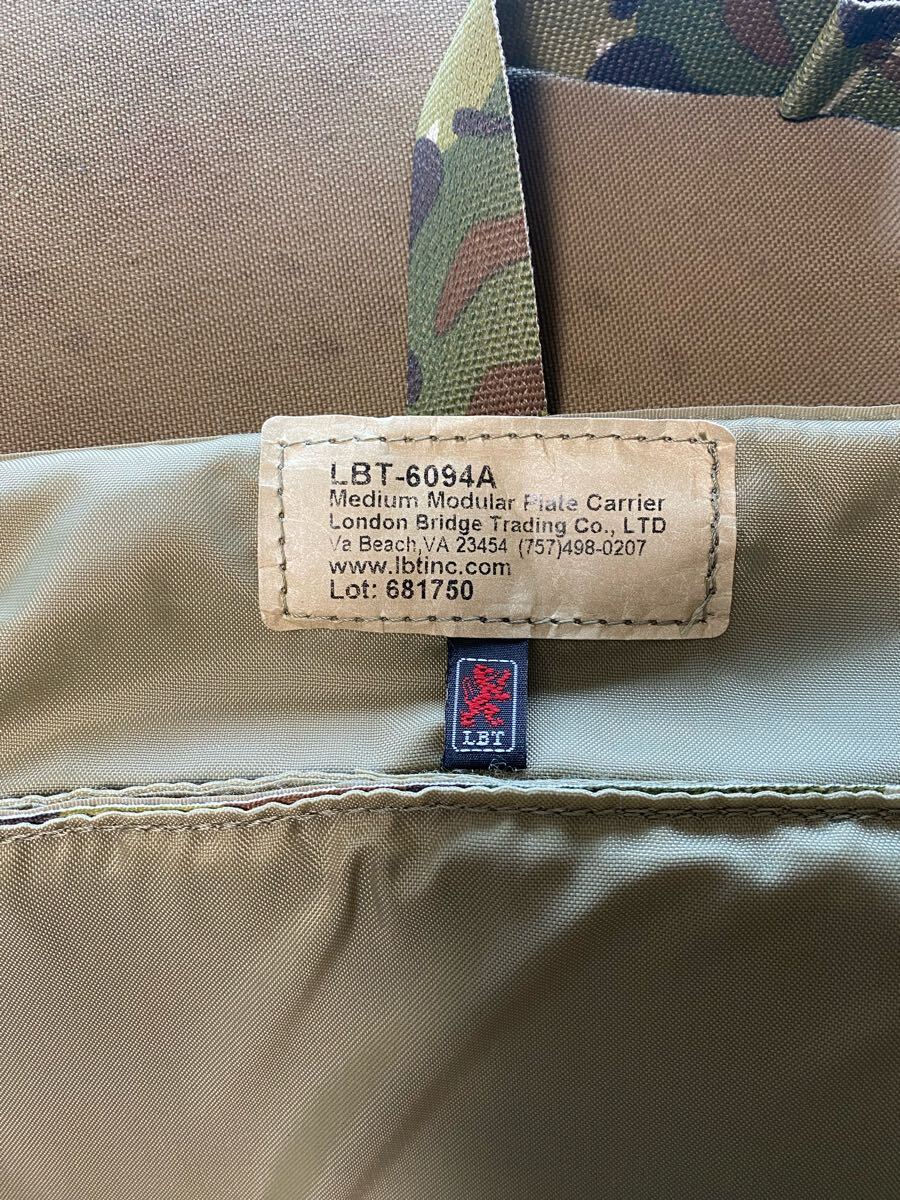 LBT-6094A
Medium Modular Plate Carrier
London Bridge Trading Co., LTD
Va Beach,VA 23454 (757)498-0207
www.lbtinc.com
Lot: 681750
LBT